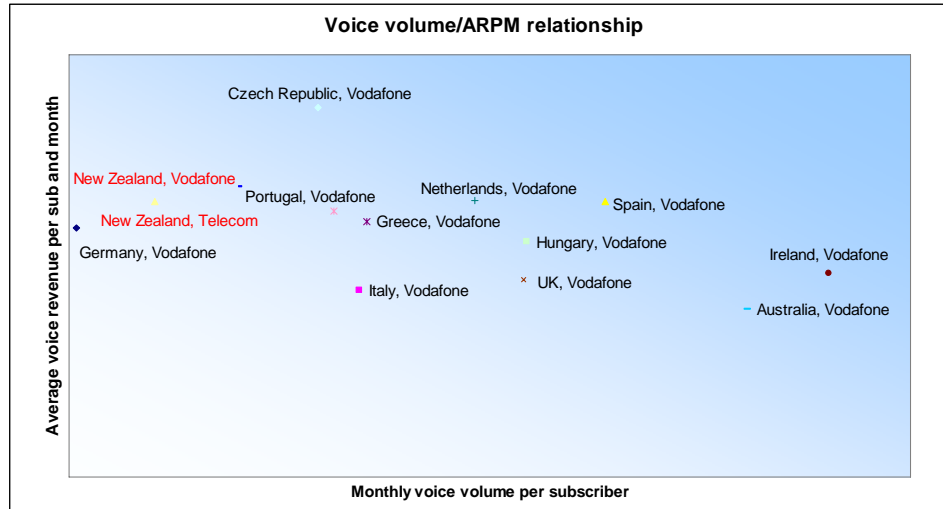 Voice volume/ARPM relationship
Average voice revenue per sub and month
Czech Republic, Vodafone
New Zealand, Vodafone
Portugal, Vodafone
Netherlands, Vodafone
Spain, Vodafone
New Zealand, Telecom
Greece, Vodafone
Germany, Vodafone
Hungary, Vodafone
Ireland, Vodafone
Italy, Vodafone
UK, Vodafone
Australia, Vodafone
Monthly voice volume per subscriber